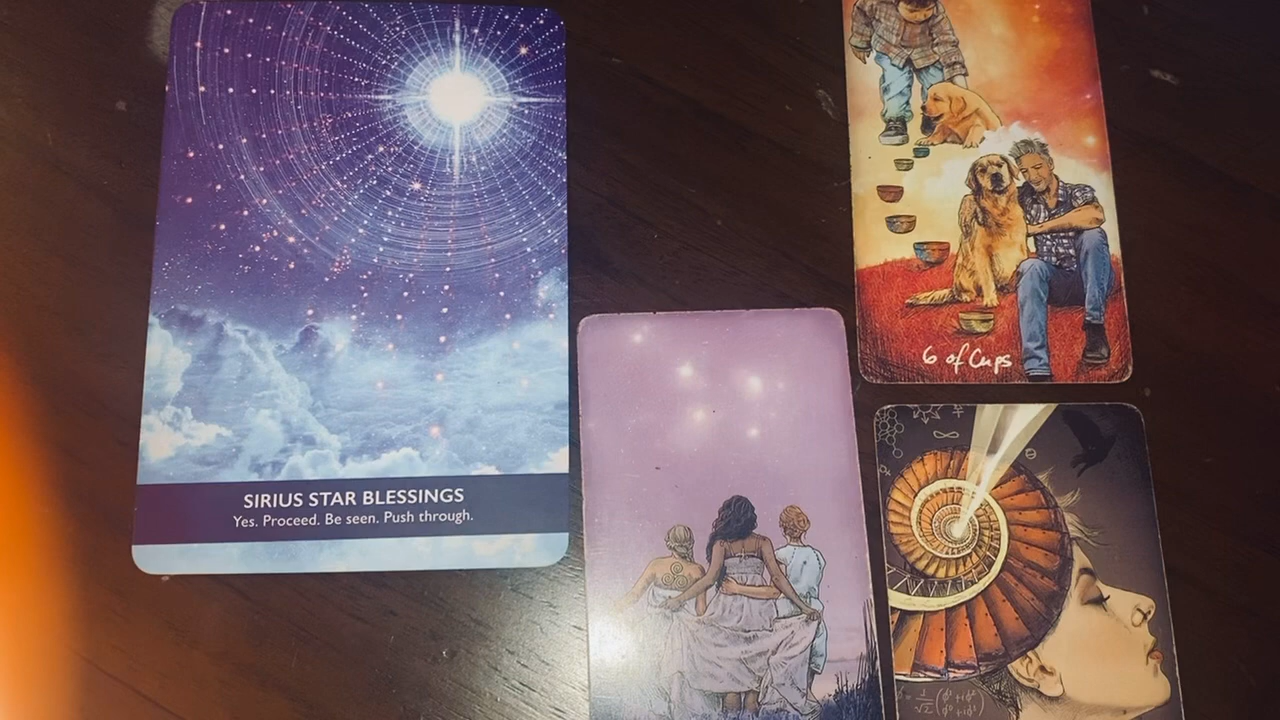 SIRIUS STAR BLESSINGS
Yes. Proceed. Be seen. Push through.
6 of Cups